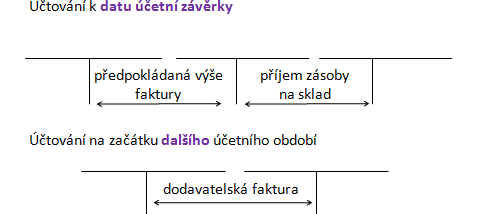 Účtování k datu účetní závěrky
předpokládaná výše
faktury
příjem zásoby
na sklad
Účtování na začátku dalšího účetního období
dodavatelská faktura